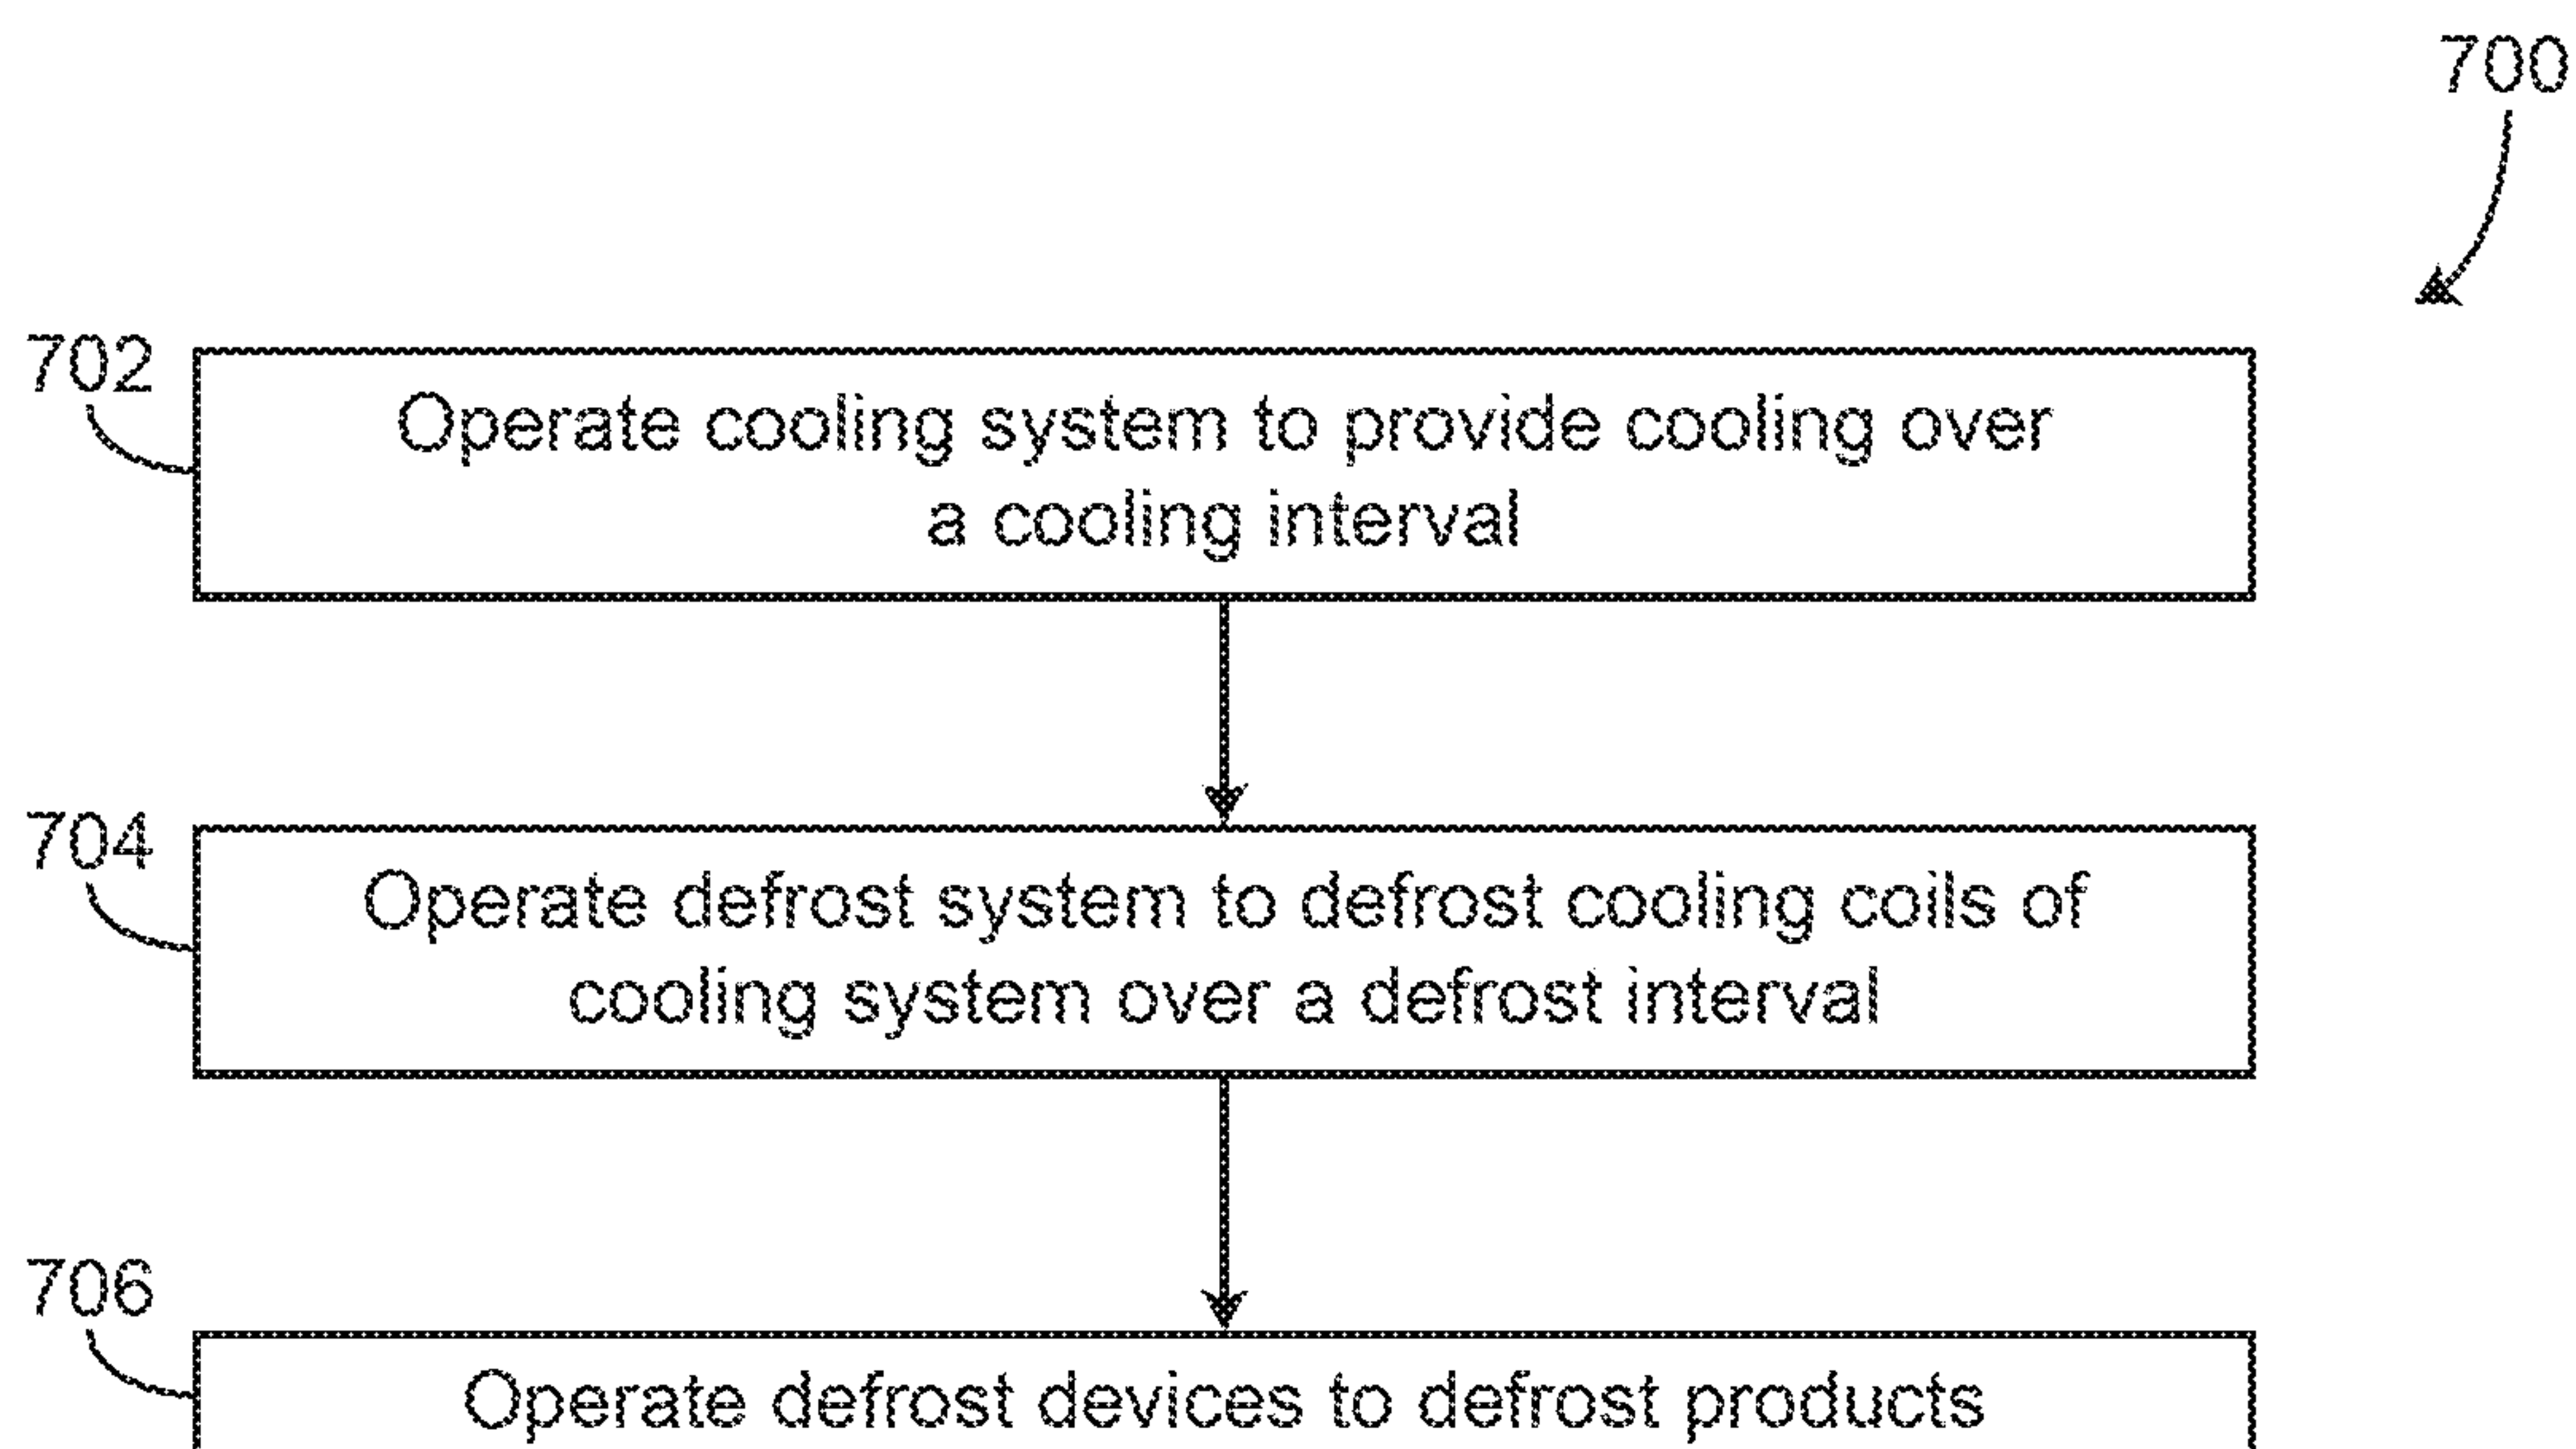 700
702
Operate cooling system to provide cooling over
a cooling interval
704
Operate defrost system to defrost cooling coils of
cooling system over a defrost interval
706
Operate defrost devices to defrost products